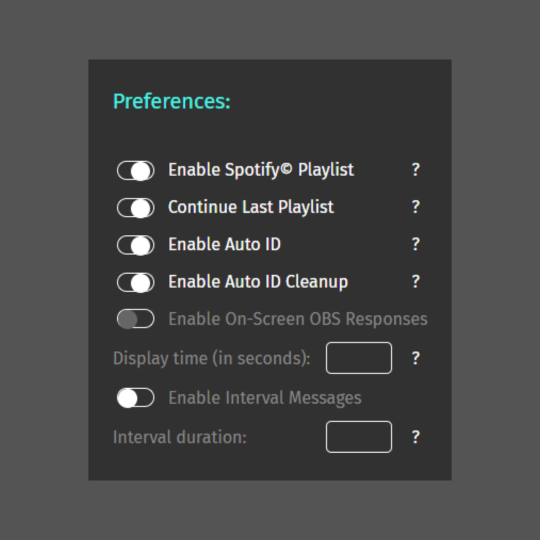 Preferences:
Enable Spotify© Playlist ?
Continue Last Playlist ?
Enable Auto ID ?
Enable Auto ID Cleanup ?
Enable On-Screen OBS Responses
Display time (in seconds): ?
Enable Interval Messages
Interval duration: ?